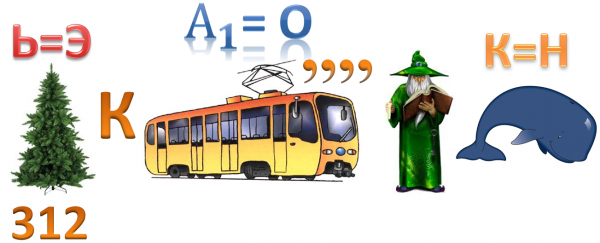 Ь=Э
А₁= О
К=Н
К
,,,,
312